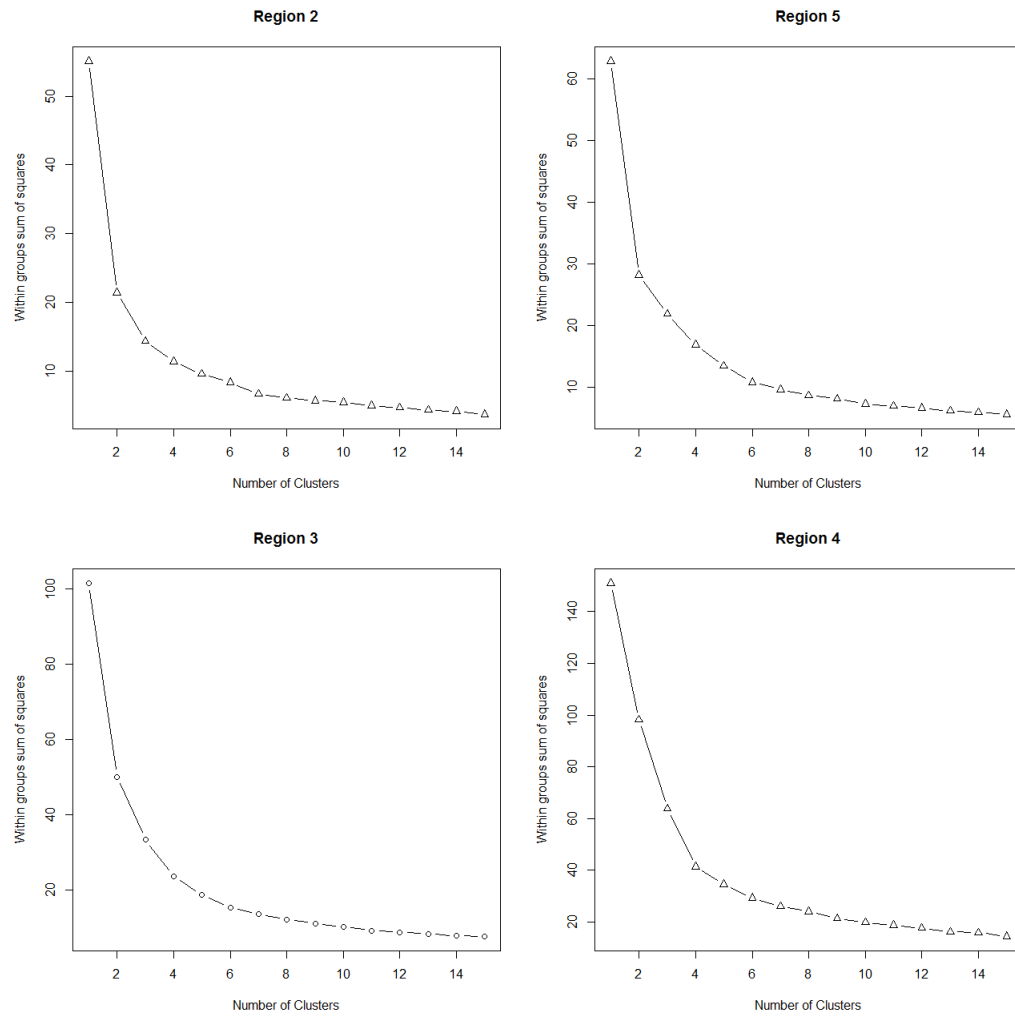 Region 2
Within groups sum of squares
50
40
30
20
10
2 4 6 8 10 12 14
Number of Clusters
Region 5
Within groups sum of squares
60
50
40
30
20
10
2 4 6 8 10 12 14
Number of Clusters
Region 3
Within groups sum of squares
100
80
60
40
20
2 4 6 8 10 12 14
Number of Clusters
Region 4
Within groups sum of squares
140
120
100
80
60
40
20
2 4 6 8 10 12 14
Number of Clusters